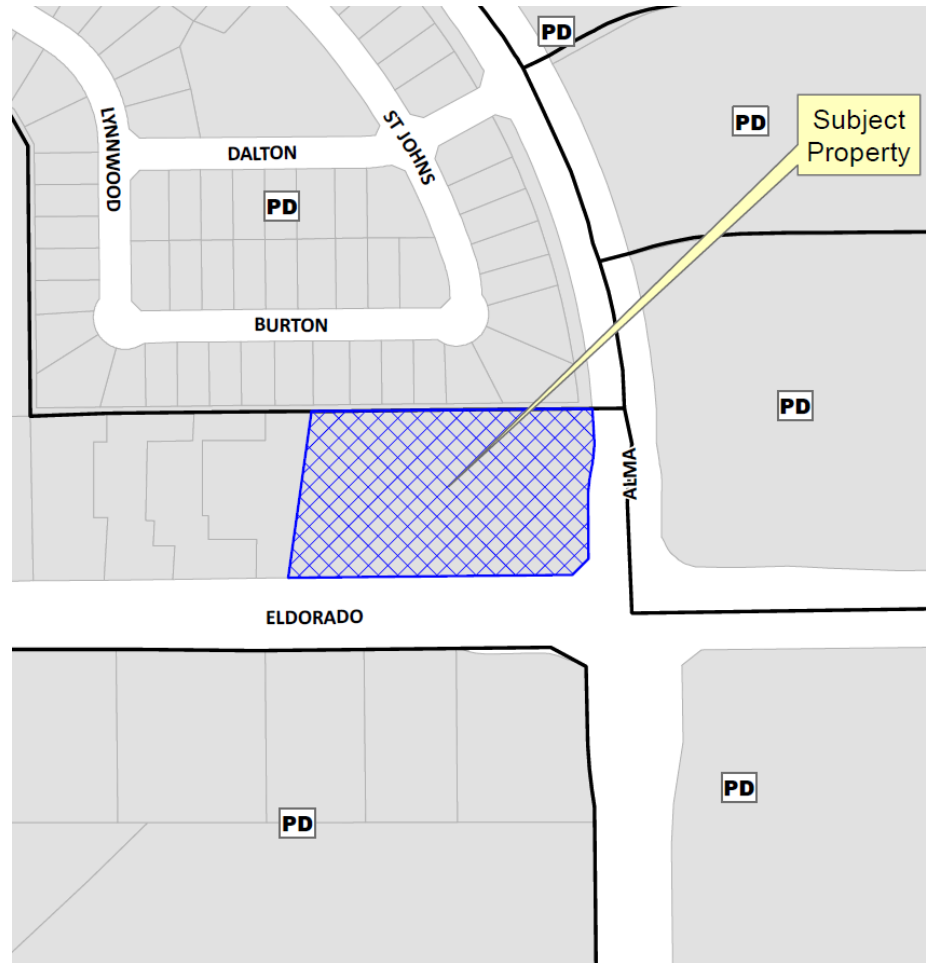 PD
PD
Subject
Property
LYNNWOOD
ST JOHNS
DALTON
PD
BURTON
PD
ALMA
ELDORADO
PD
PD